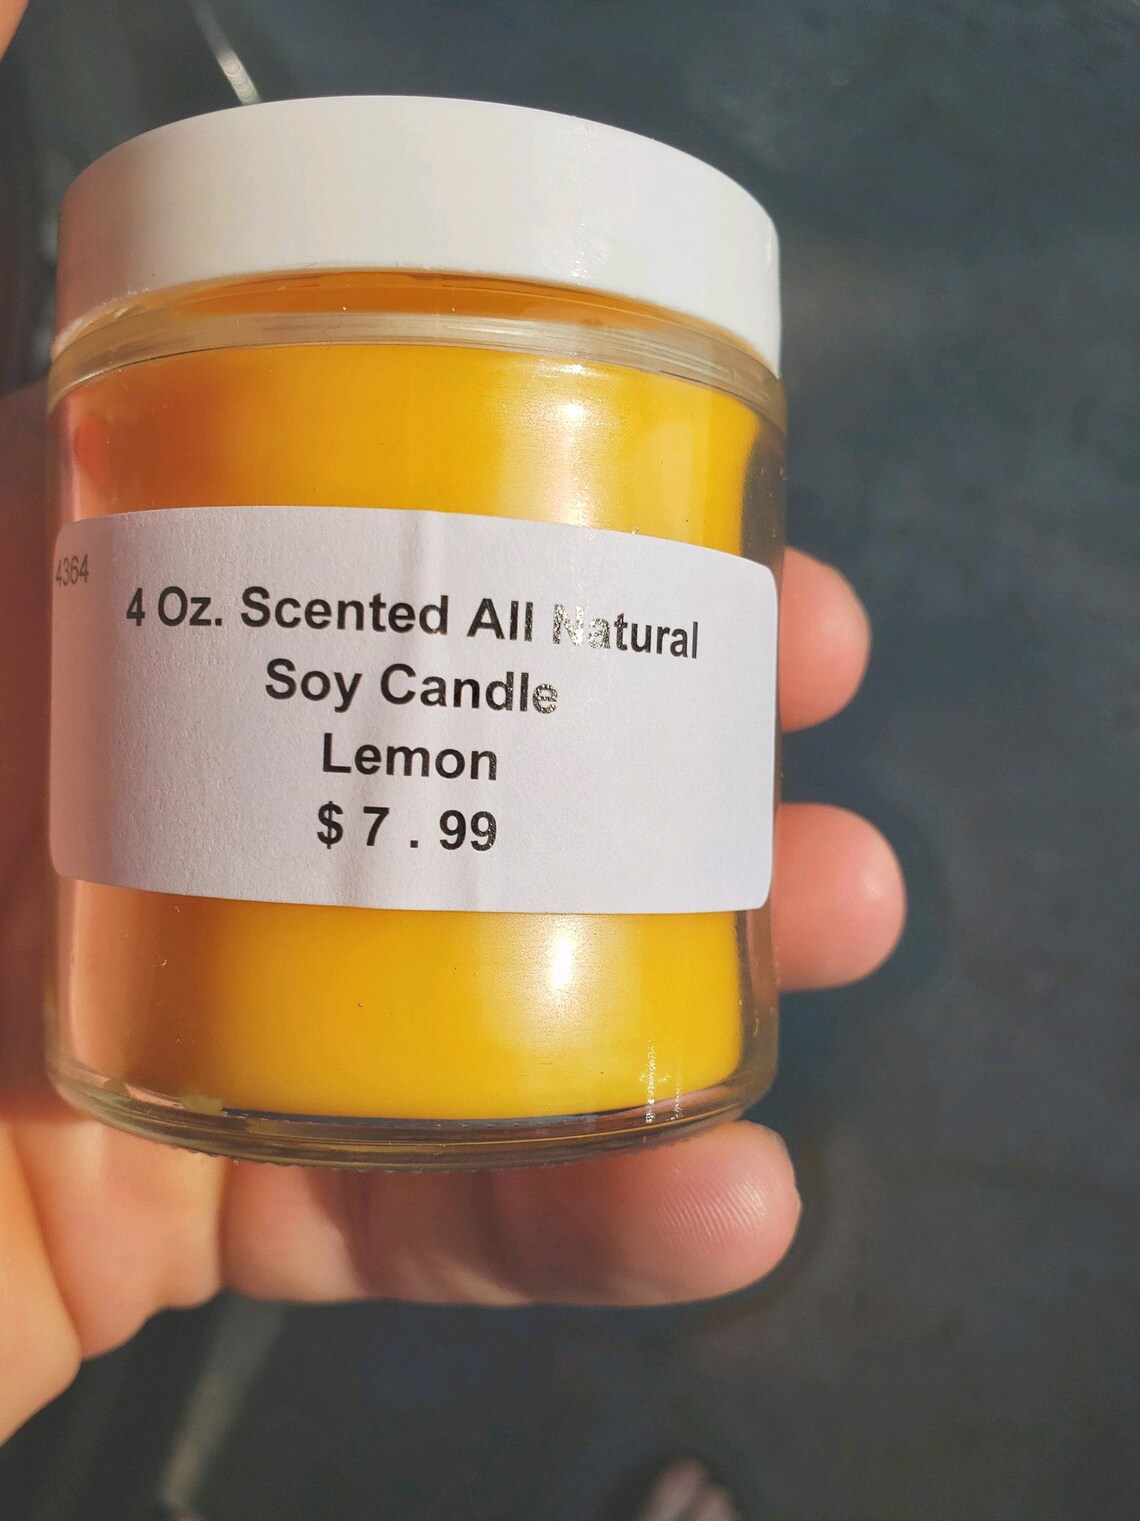 4364
4 Oz. Scented All Natural
Soy Candle
Lemon
$ 7 . 99